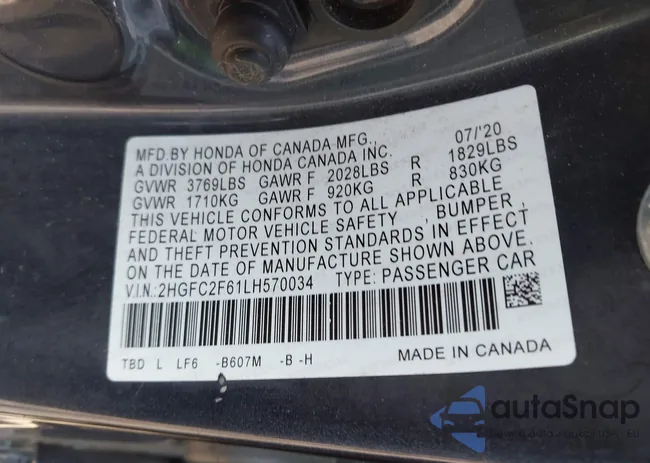 MFD.BY HONDA OF CANADA MFG., 07/'20
A DIVISION OF HONDA CANADA INC.
GVWR 3769LBS GAWR F 2028LBS R 1829LBS
GVWR 1710KG GAWR F 920KG R 830KG
THIS VEHICLE CONFORMS TO ALL APPLICABLE
FEDERAL MOTOR VEHICLE SAFETY , BUMPER ,
AND THEFT PREVENTION STANDARDS IN EFFECT
ON THE DATE OF MANUFACTURE SHOWN ABOVE.
V.I.N.:2HGFC2F61LH570034 TYPE: PASSENGER CAR
TBD L LF6 -B607M -B -H MADE IN CANADA
autaSnap